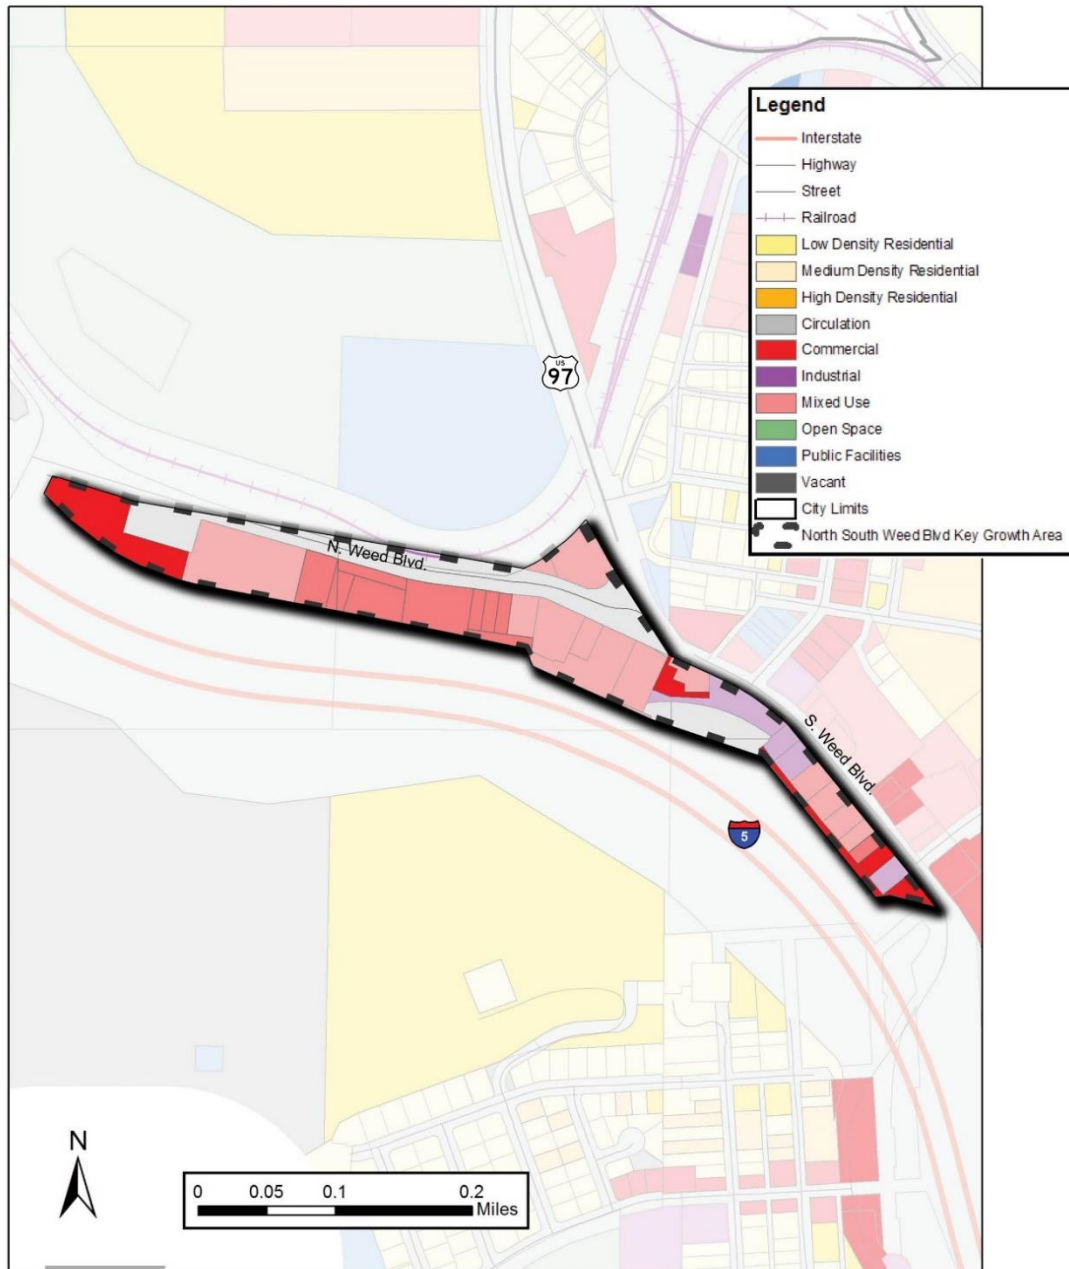 Legend
Interstate
Highway
Street
Railroad
Low Density Residential
Medium Density Residential
High Density Residential
Circulation
Commercial
Industrial
Mixed Use
Open Space
Public Facilities
Vacant
City Limits
North South Weed Blvd Key Growth Area
US
97
N. Weed Blvd.
S. Weed Blvd.
5
N
0 0.05 0.1 0.2
Miles